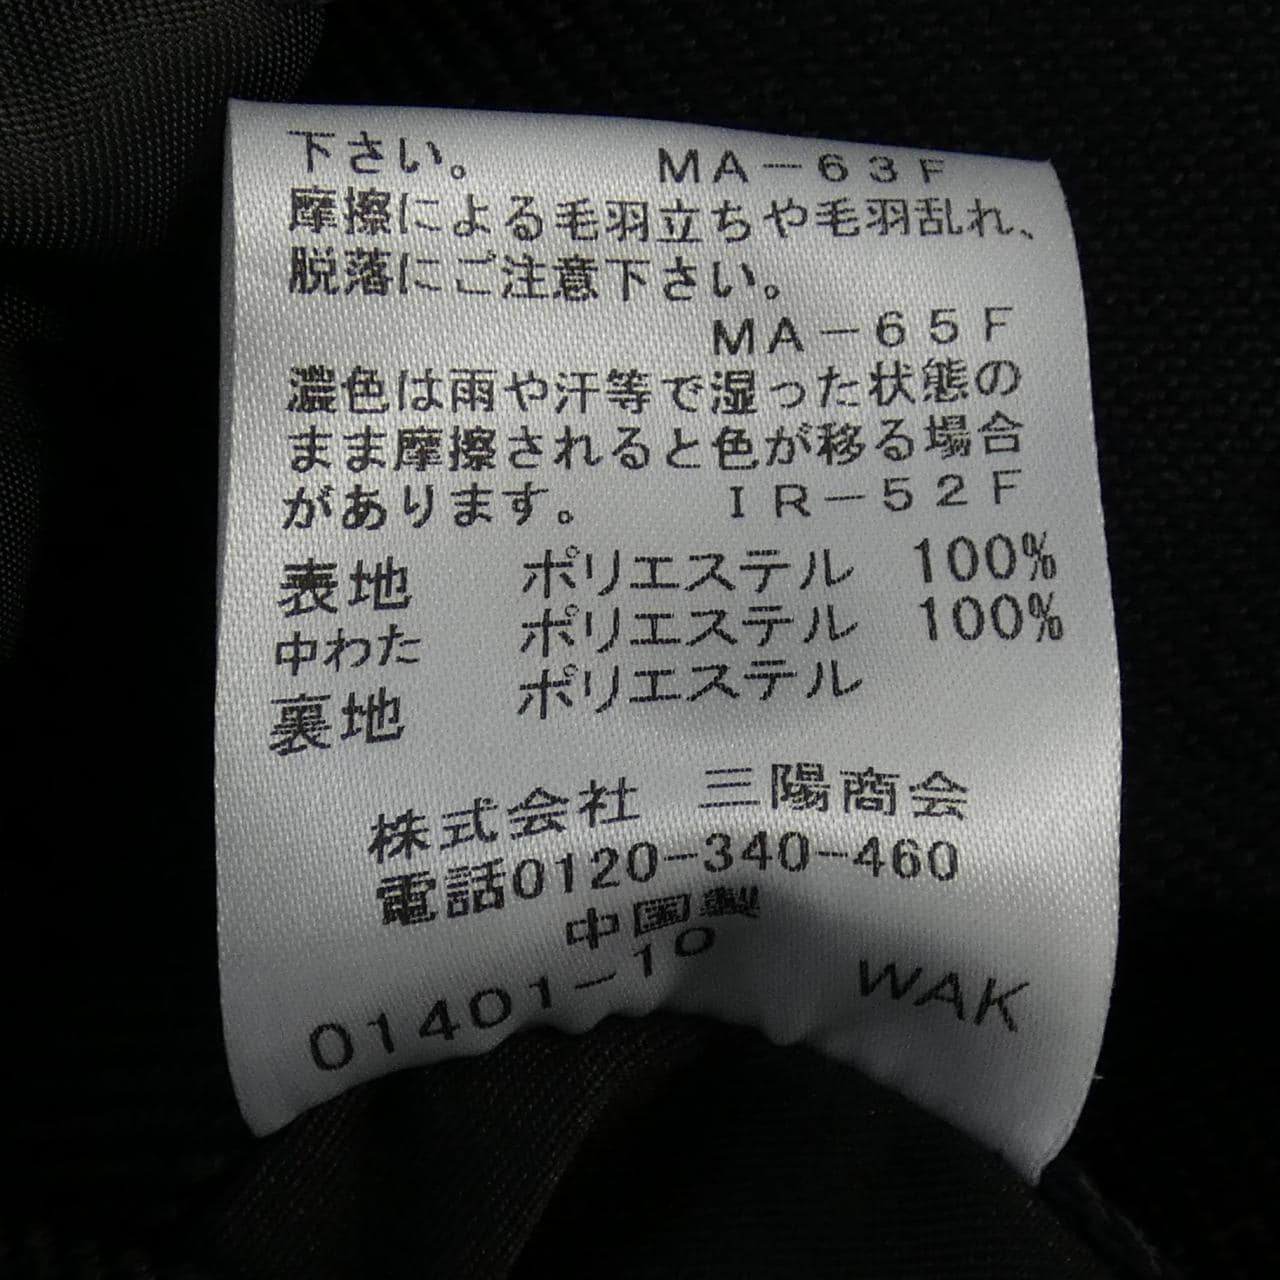 下さい。 MA-63F
摩擦による毛羽立ちや毛羽乱れ、
脱落にご注意下さい。
MA-65F
濃色は雨や汗等で湿った状態の
まま摩擦されると色が移る場合
があります。 IR-52F
表地 ポリエステル 100%
中わた ポリエステル 100%
裏地 ポリエステル
株式会社 三陽商会
電話0120-340-460
中国製
01401-10 WAK